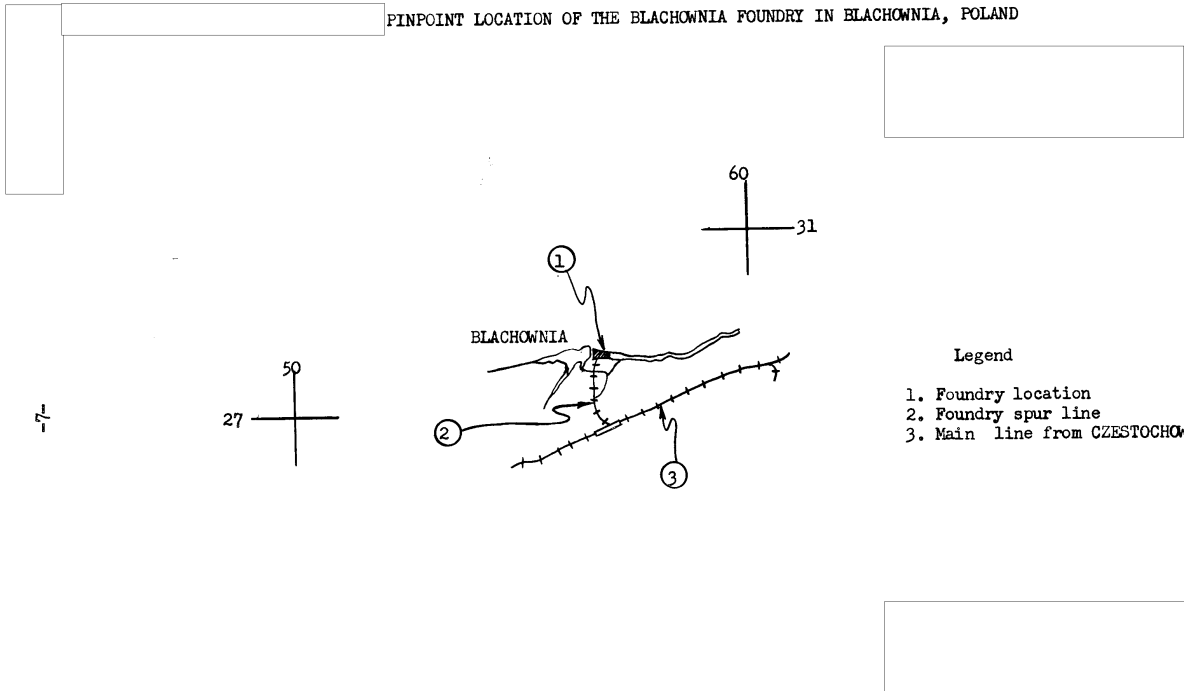 PINPOINT LOCATION OF THE BLACHOWNIA FOUNDRY IN BLACHOWNIA, POLAND
60
31
1
BLACHOWNIA
50
27
2
3
Legend
1. Foundry location
2. Foundry spur line
3. Main line from CZESTOCHOW
-7-